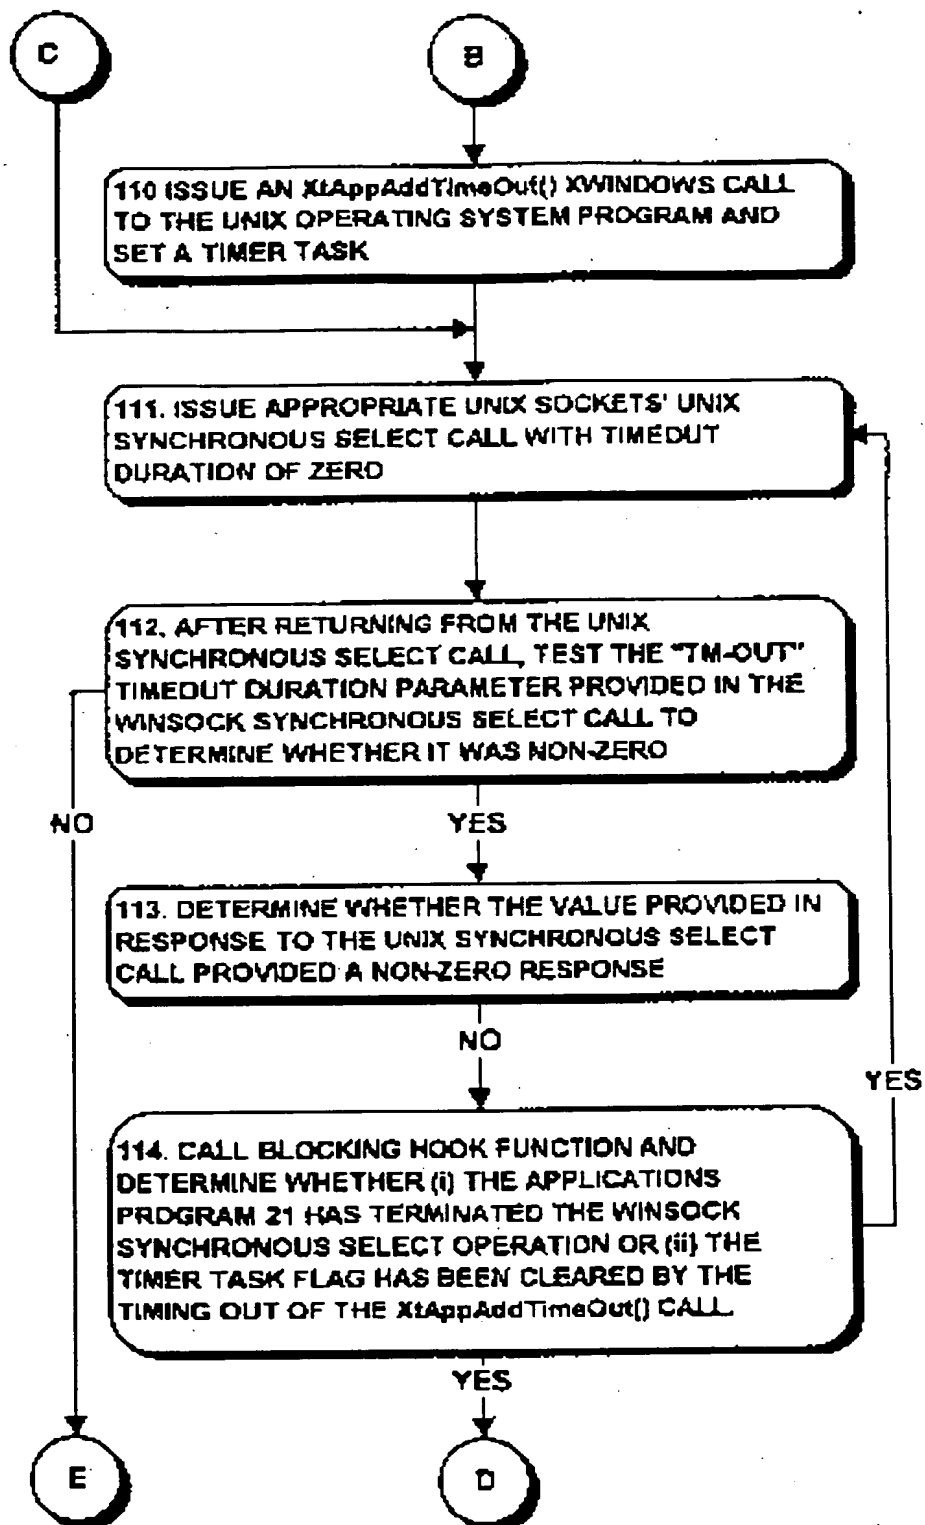 C
B
110 ISSUE AN XtAppAddTimeOut() XWINDOWS CALL
TO THE UNIX OPERATING SYSTEM PROGRAM AND
SET A TIMER TASK
111. ISSUE APPROPRIATE UNIX SOCKETS' UNIX
SYNCHRONOUS SELECT CALL WITH TIMEOUT
DURATION OF ZERO
112. AFTER RETURNING FROM THE UNIX
SYNCHRONOUS SELECT CALL, TEST THE "TM-OUT"
TIMEOUT DURATION PARAMETER PROVIDED IN THE
WINSOCK SYNCHRONOUS SELECT CALL TO
DETERMINE WHETHER IT WAS NON-ZERO
NO
YES
113. DETERMINE WHETHER THE VALUE PROVIDED IN
RESPONSE TO THE UNIX SYNCHRONOUS SELECT
CALL PROVIDED A NON-ZERO RESPONSE
NO
YES
114. CALL BLOCKING HOOK FUNCTION AND
DETERMINE WHETHER (i) THE APPLICATIONS
PROGRAM 21 HAS TERMINATED THE WINSOCK
SYNCHRONOUS SELECT OPERATION OR (ii) THE
TIMER TASK FLAG HAS BEEN CLEARED BY THE
TIMING OUT OF THE XtAppAddTimeOut() CALL
YES
E
D